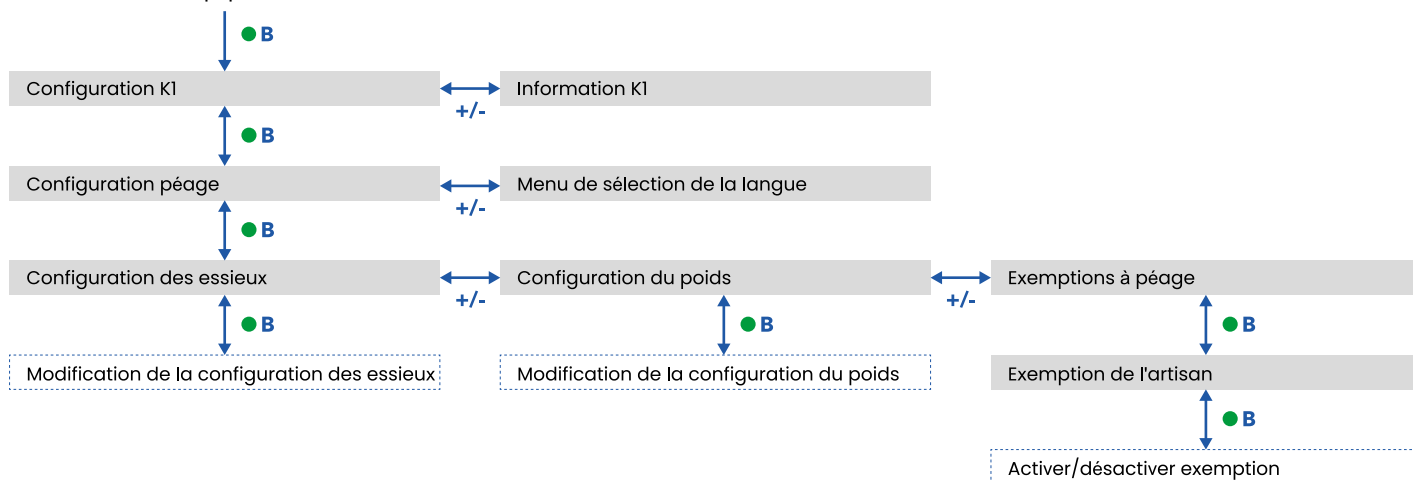 B
Configuration K1
+/-
Information K1
B
Configuration péage
+/-
Menu de sélection de la langue
B
Configuration des essieux
+/-
Configuration du poids
+/-
Exemptions à péage
B
B
B
Modification de la configuration des essieux
Modification de la configuration du poids
Exemption de l'artisan
B
Activer/désactiver exemption